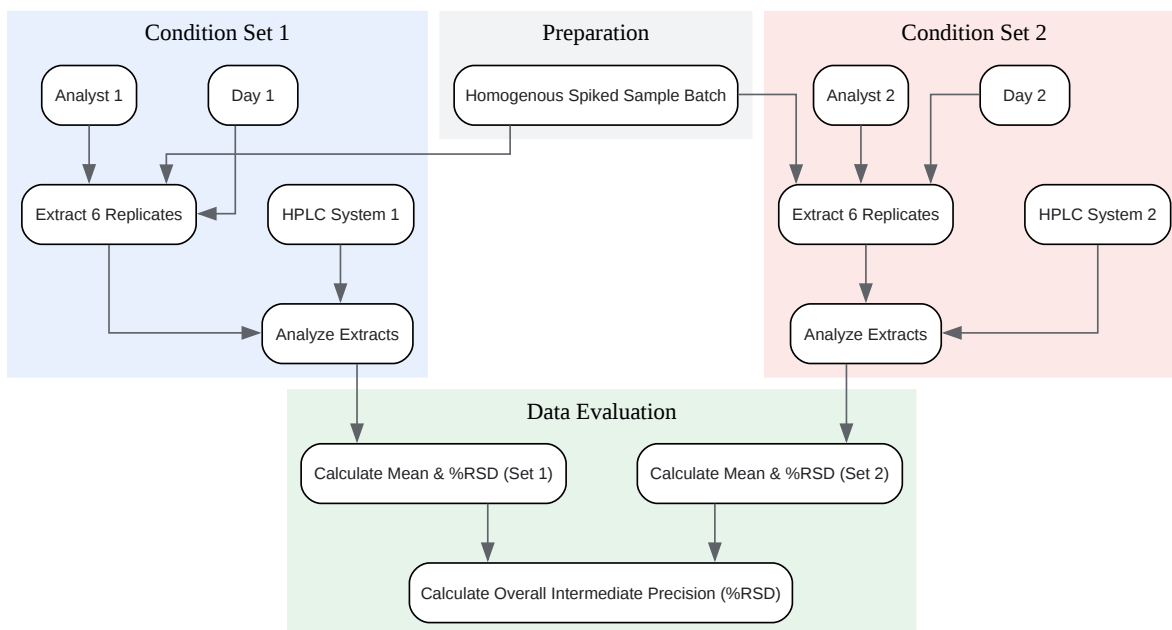 Condition Set 1
Preparation
Condition Set 2
Analyst 1
Day 1
Homogenous Spiked Sample Batch
Analyst 2
Day 2
Extract 6 Replicates
HPLC System 1
Extract 6 Replicates
HPLC System 2
Analyze Extracts
Analyze Extracts
Data Evaluation
Calculate Mean & %RSD (Set 1)
Calculate Mean & %RSD (Set 2)
Calculate Overall Intermediate Precision (%RSD)